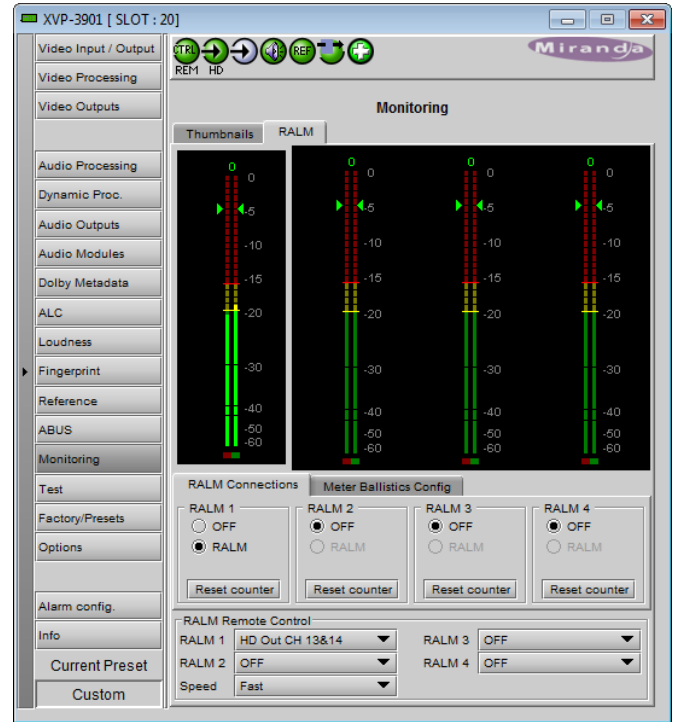 XVP-3901 [ SLOT : 20]
Video Input / Output
Video Processing
Video Outputs
Audio Processing
Dynamic Proc.
Audio Outputs
Audio Modules
Dolby Metadata
ALC
Loudness
Fingerprint
Reference
ABUS
Monitoring
Test
Factory/Presets
Options
Alarm config.
Info
Current Preset
Custom
CTRL REF
REM HD
Miranda
Monitoring
Thumbnails RALM
0 0 0 0
0 0 0 0
-5 -5 -5 -5
-10 -10 -10 -10
-15 -15 -15 -15
-20 -20 -20 -20
-30 -30 -30 -30
-40 -40 -40 -40
-50 -50 -50 -50
-60 -60 -60 -60
RALM Connections Meter Ballistics Config
RALM 1 RALM 2 RALM 3 RALM 4
OFF OFF OFF OFF
RALM RALM RALM RALM
Reset counter Reset counter Reset counter Reset counter
RALM Remote Control
RALM 1 HD Out CH 13&14 RALM 3 OFF
RALM 2 OFF RALM 4 OFF
Speed Fast